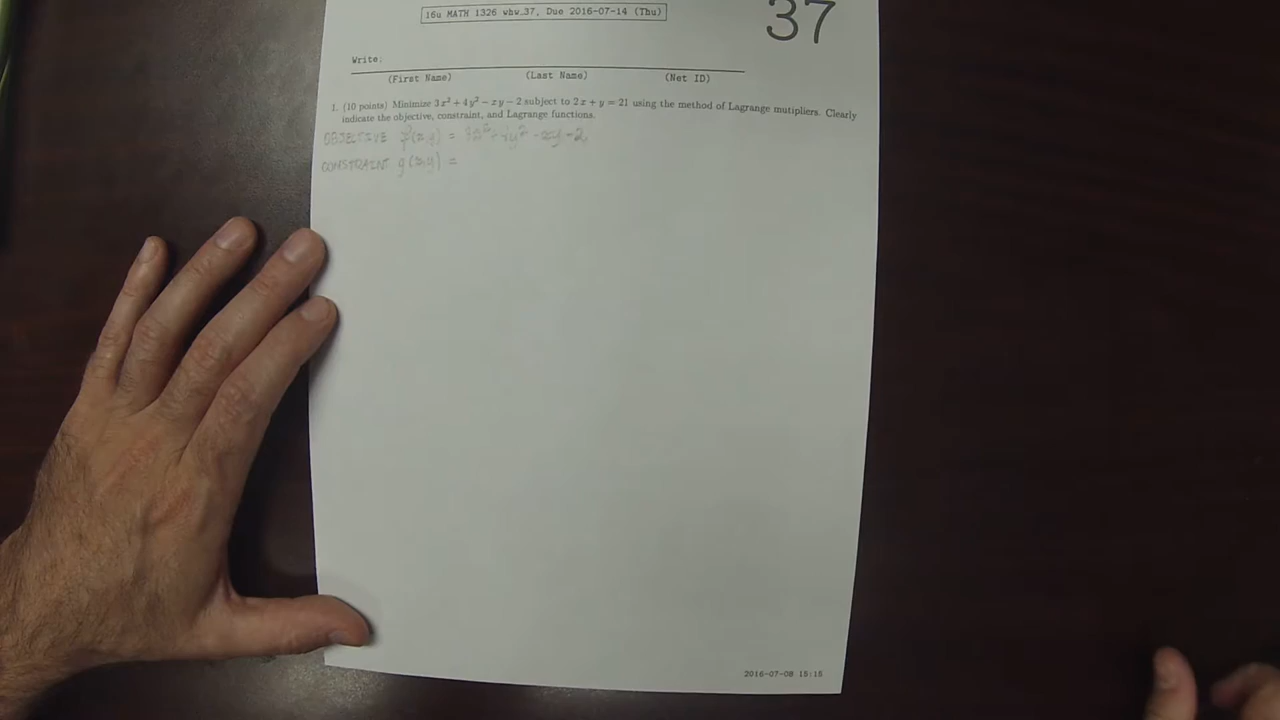 16u MATH 1326 whw.37, Due 2016-07-14 (Thu)
37
Write:
(First Name) (Last Name) (Net ID)
1. (10 points) Minimize 3x² + 4y² − xy − 2 subject to 2x + y = 21 using the method of Lagrange mutipliers. Clearly
indicate the objective, constraint, and Lagrange functions.
OBJECTIVE f(x,y) = 3x² + 4y² - xy - 2
CONSTRAINT g(x,y) =
2016-07-08 15:15